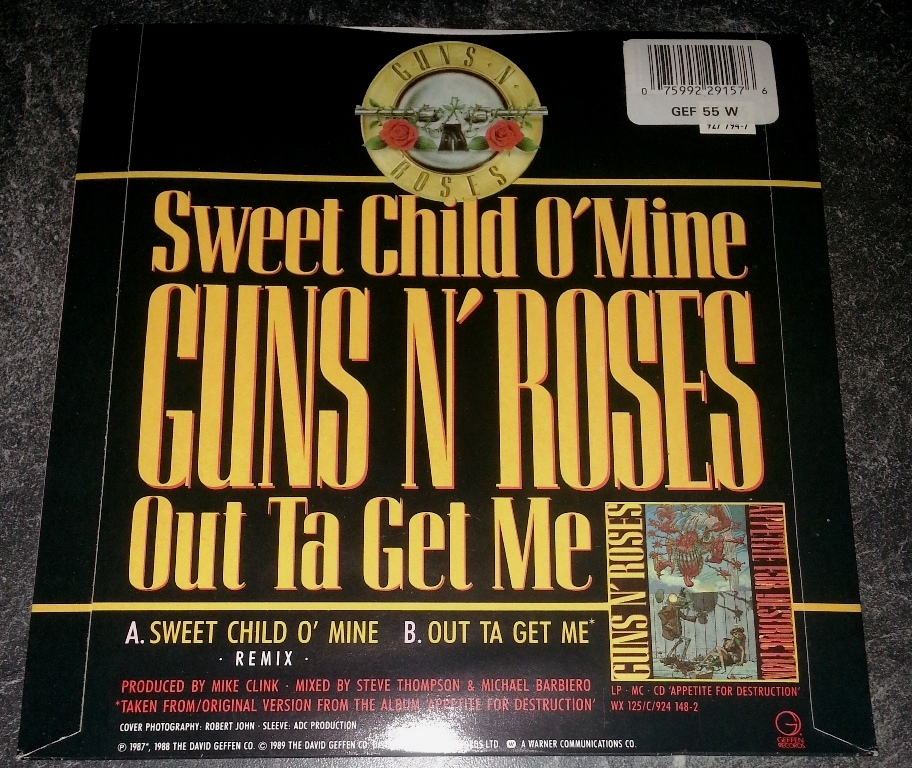 GUNS N' ROSES
0 75992 29157 6
GEF 55 W
Sweet Child O'Mine
GUNS N' ROSES
Out Ta Get Me
A. SWEET CHILD O' MINE B. OUT TA GET ME*
· REMIX ·
PRODUCED BY MIKE CLINK · MIXED BY STEVE THOMPSON & MICHAEL BARBIERO
*TAKEN FROM/ORIGINAL VERSION FROM THE ALBUM 'APPETITE FOR DESTRUCTION'
COVER PHOTOGRAPHY: ROBERT JOHN · SLEEVE: ADC PRODUCTION
℗ 1987*, 1988 THE DAVID GEFFEN CO. © 1989 THE DAVID GEFFEN CO. LTD. A WARNER COMMUNICATIONS CO.
GUNS N' ROSES
APPETITE FOR DESTRUCTION
LP · MC · CD 'APPETITE FOR DESTRUCTION'
WX 125/C/924 148-2
GEFFEN
RECORDS